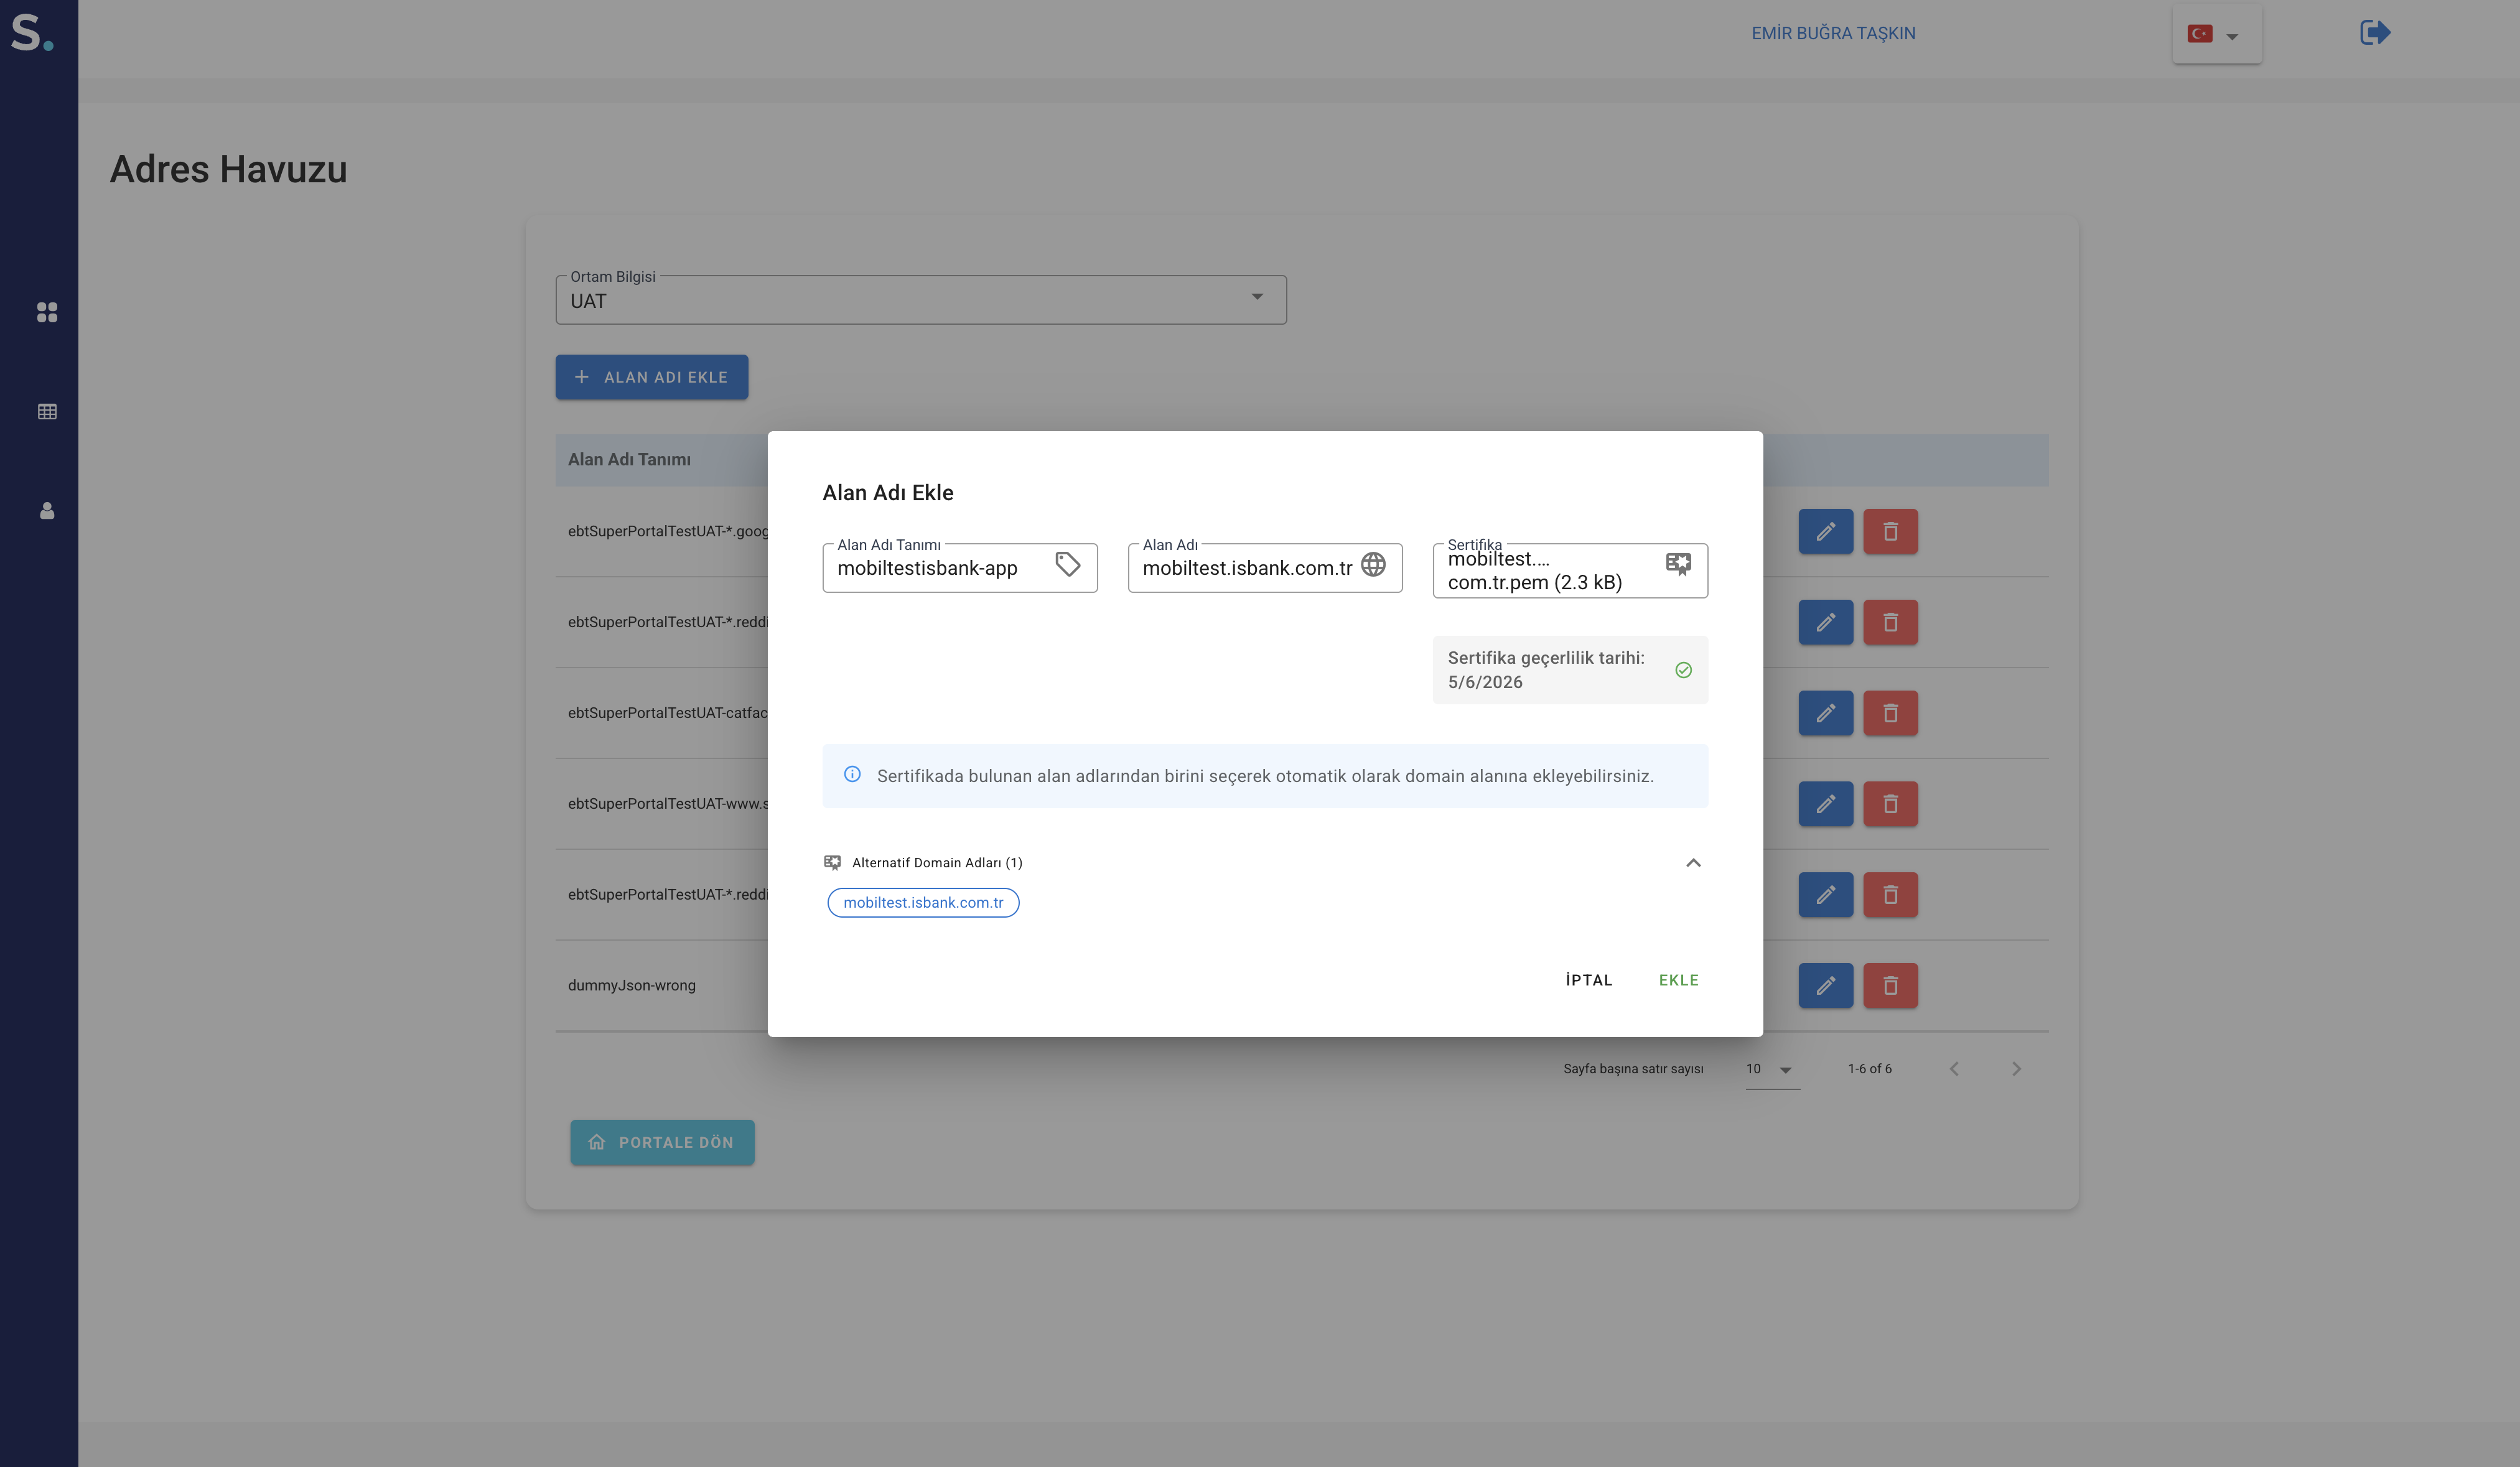 S.
EMİR BUĞRA TAŞKIN
Adres Havuzu
Ortam Bilgisi
UAT
ALAN ADI EKLE
Alan Adı Tanımı
ebtSuperPortalTestUAT-*.goog
ebtSuperPortalTestUAT-*.reddi
ebtSuperPortalTestUAT-catfac
ebtSuperPortalTestUAT-www.s
ebtSuperPortalTestUAT-*.reddi
dummyJson-wrong
Alan Adı Ekle
Alan Adı Tanımı
mobiltestisbank-app
Alan Adı
mobiltest.isbank.com.tr
Sertifika
mobiltest....
com.tr.pem (2.3 kB)
Sertifika geçerlilik tarihi:
5/6/2026
Sertifikada bulunan alan adlarından birini seçerek otomatik olarak domain alanına ekleyebilirsiniz.
Alternatif Domain Adları (1)
mobiltest.isbank.com.tr
İPTAL
EKLE
Sayfa başına satır sayısı
10
1-6 of 6
PORTALE DÖN